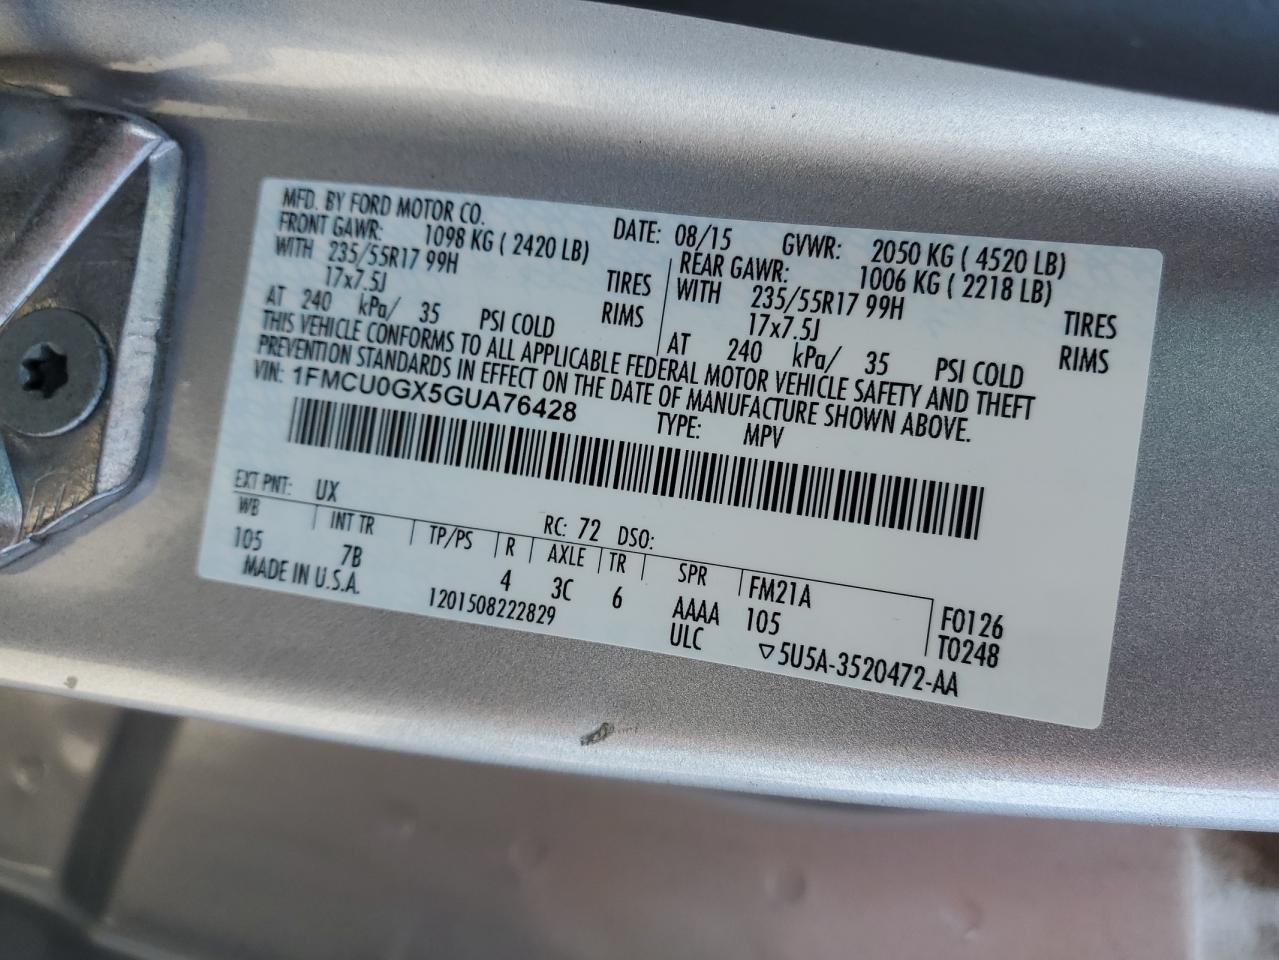 MFD. BY FORD MOTOR CO. DATE: 08/15 GVWR: 2050 KG ( 4520 LB)
FRONT GAWR: 1098 KG ( 2420 LB) REAR GAWR: 1006 KG ( 2218 LB)
WITH 235/55R17 99H TIRES WITH 235/55R17 99H TIRES
17x7.5J RIMS 17x7.5J RIMS
AT 240 kPa/ 35 PSI COLD AT 240 kPa/ 35 PSI COLD
THIS VEHICLE CONFORMS TO ALL APPLICABLE FEDERAL MOTOR VEHICLE SAFETY AND THEFT
PREVENTION STANDARDS IN EFFECT ON THE DATE OF MANUFACTURE SHOWN ABOVE.
VIN: 1FMCU0GX5GUA76428 TYPE: MPV
EXT PNT: UX RC: 72 DSO:
WB INT TR TP/PS R AXLE TR SPR FM21A F0126
105 7B 4 3C 6 AAAA 105 T0248
MADE IN U.S.A. 1201508222829 ULC ▽5U5A-3520472-AA